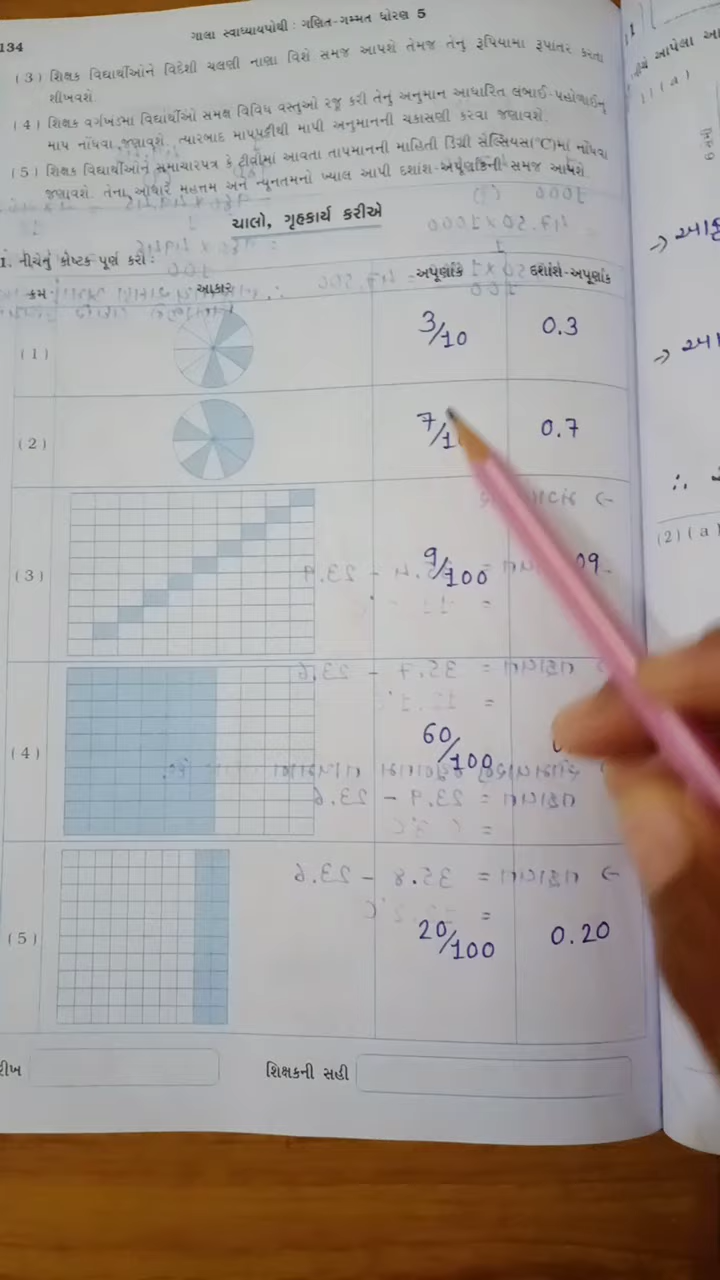 134
ગાલા સ્વાધ્યાયપોથી : ગણિત-ગમ્મત ધોરણ 5
(3) શિક્ષક વિદ્યાર્થીઓને વિદેશી ચલણી નાણા વિશે સમજ આપશે તેમજ તેનું રૂપિયામાં રૂપાંતર કરતા
શીખવશે.
(4) શિક્ષક વર્ગખંડમાં વિદ્યાર્થીઓ સમક્ષ વિવિધ વસ્તુઓ રજૂ કરી તેનું અનુમાન આધારિત લંબાઈ-પહોળાઈનું
માપ નોંધવા જણાવશે. ત્યારબાદ માપપટ્ટીથી માપી અનુમાનની ચકાસણી કરવા જણાવશે.
(5) શિક્ષક વિદ્યાર્થીઓને સમાચારપત્ર કે ટીવીમાં આવતા તાપમાનની માહિતી ડિગ્રી સેલ્સિયસ (°C)માં નોંધવા
જણાવશે. તેના આધારે મહત્તમ અને ન્યૂનતમનો ખ્યાલ આપી દશાંશ-અપૂર્ણાંકની સમજ આપશે.
ચાલો, ગૃહકાર્ય કરીએ
1. નીચેનું કોષ્ટક પૂર્ણ કરો :
ક્રમ આકાર અપૂર્ણાંક દશાંશ-અપૂર્ણાંક
(1) 3/10 0.3
(2) 7/10 0.7
(3) 9/100 09
(4) 60/100
(5) 20/100 0.20
શિક્ષકની સહી
(2) (a)